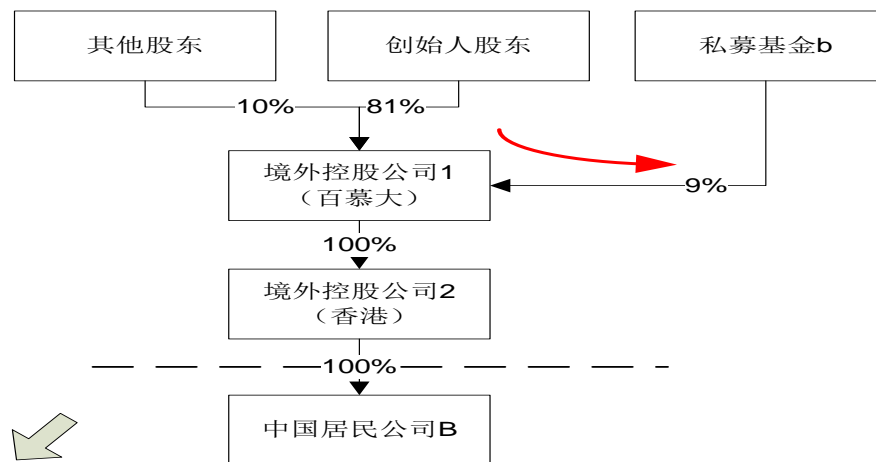 其他股东
创始人股东
私募基金b
10%
81%
境外控股公司1
（百慕大）
9%
100%
境外控股公司2
（香港）
100%
中国居民公司B